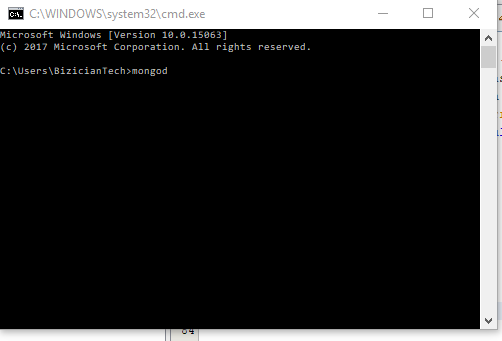 C:\WINDOWS\system32\cmd.exe
Microsoft Windows [Version 10.0.15063]
(c) 2017 Microsoft Corporation. All rights reserved.
C:\Users\BizicianTech>mongod